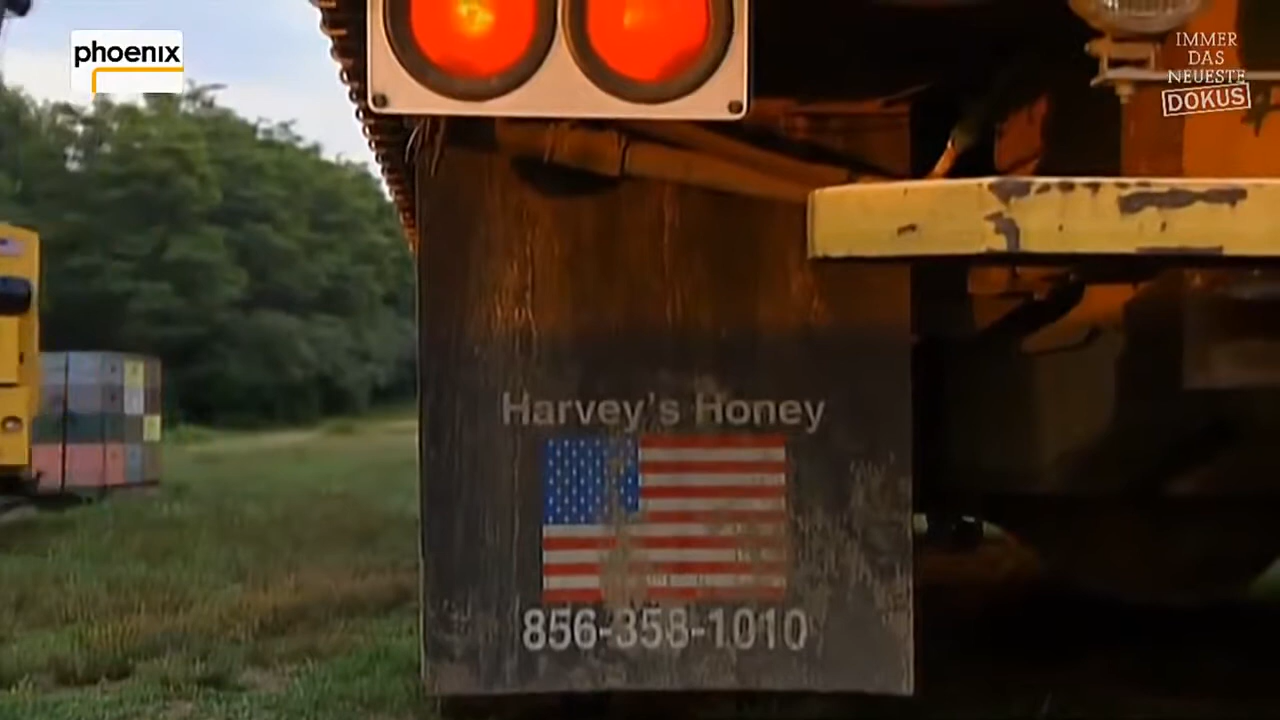 phoenix
IMMER
DAS
NEUESTE
DOKUS
Harvey's Honey
856-358-1010